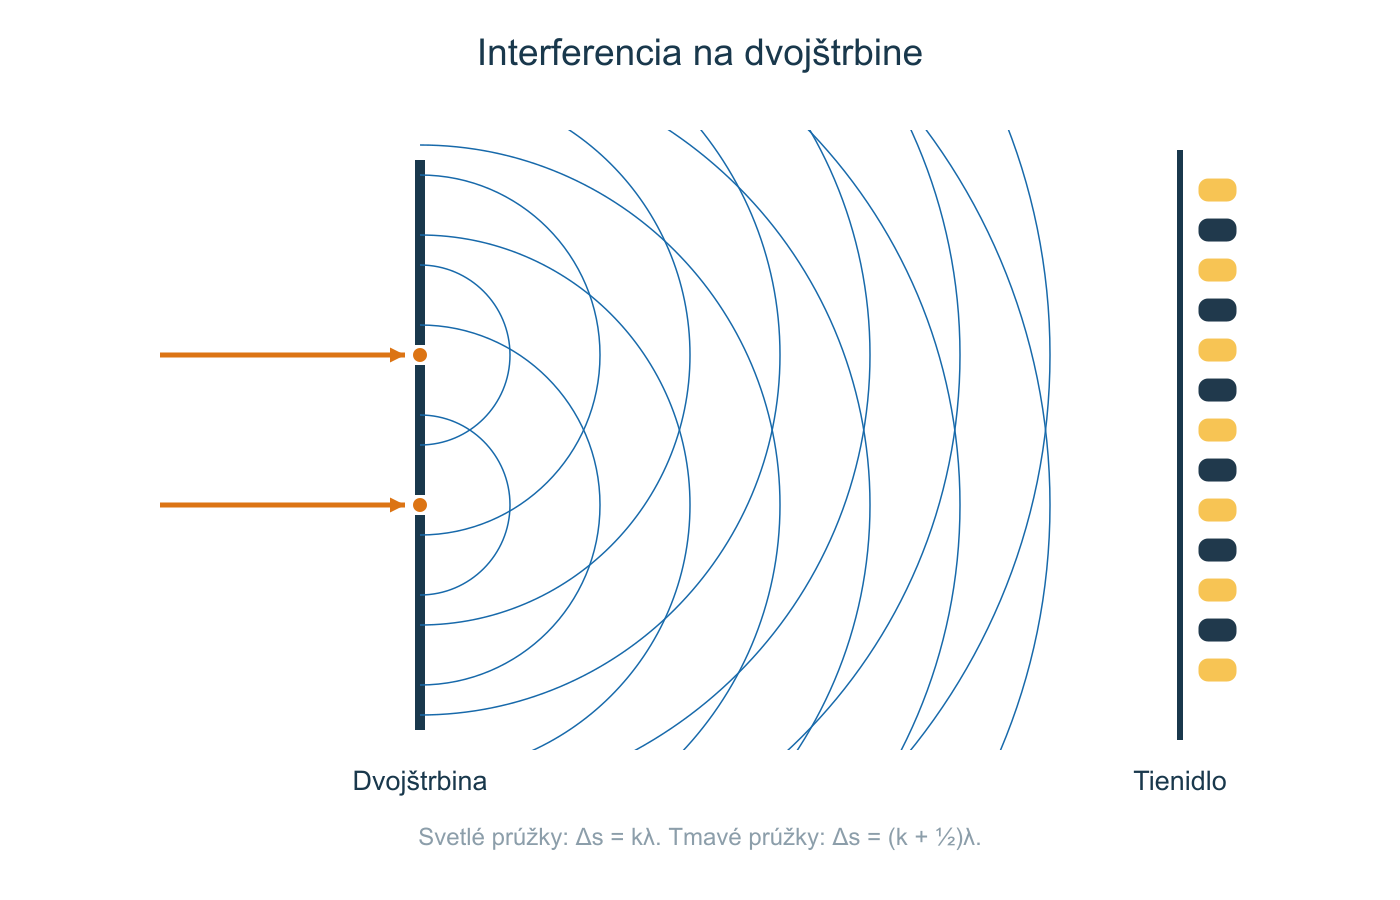 Interferencia na dvojštrbine
Dvojštrbina
Tienidlo
Svetlé prúžky: Δs = kλ. Tmavé prúžky: Δs = (k + ½)λ.